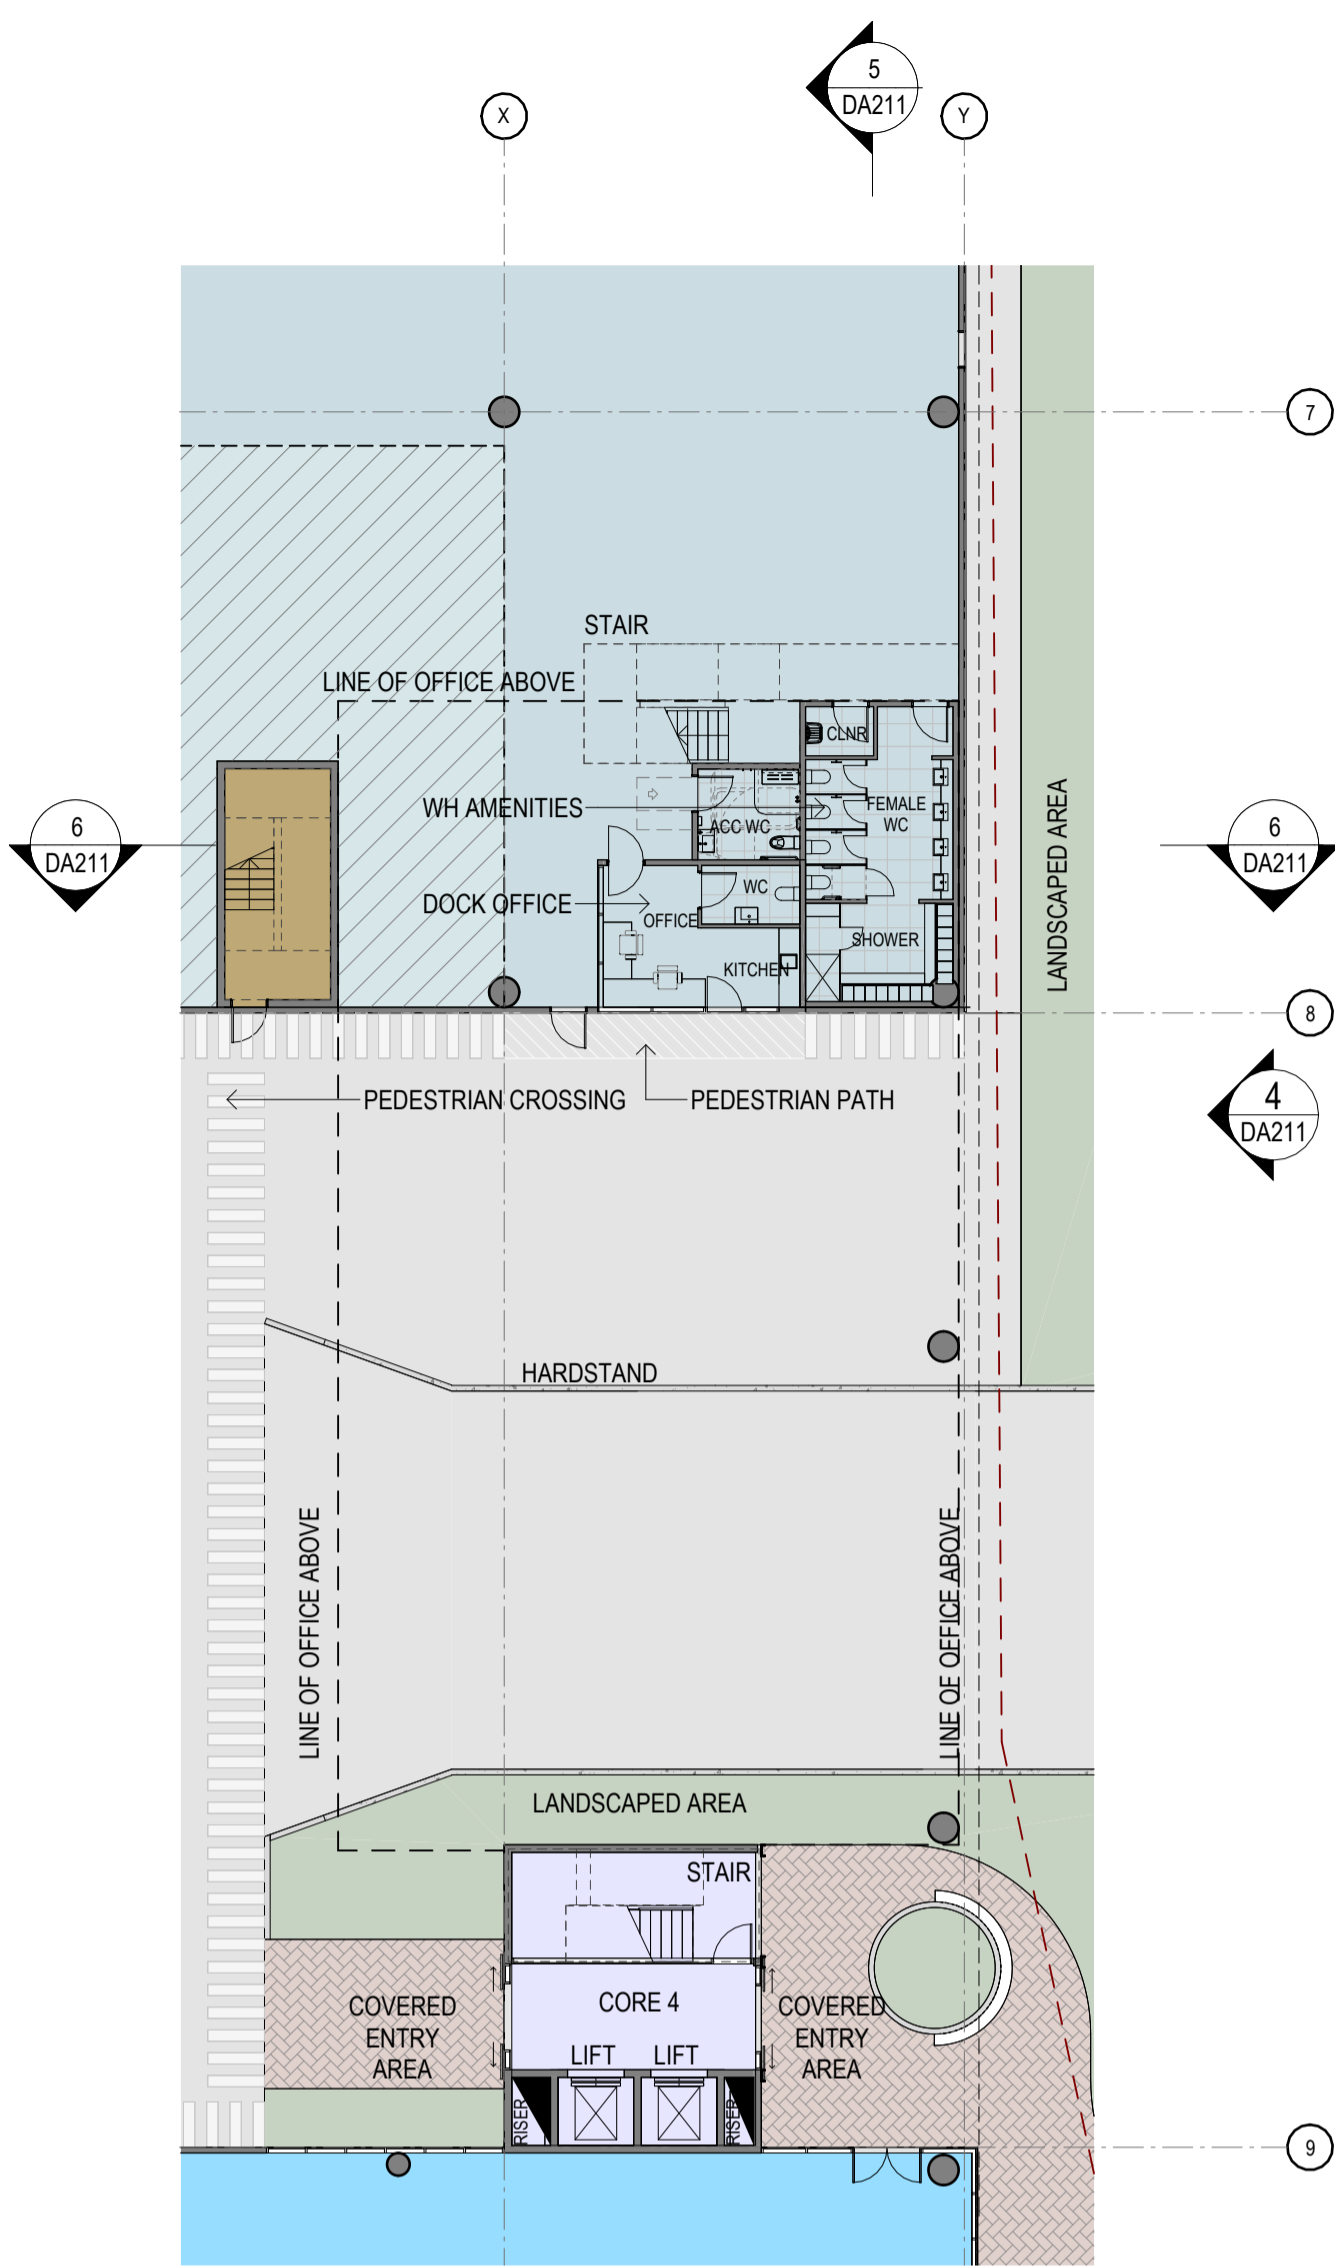 5
DA211
X
Y
7
STAIR
LINE OF OFFICE ABOVE
CLNR
WH AMENITIES
FEMALE
WC
ACC WC
6
DA211
6
DA211
LANDSCAPED AREA
WC
DOCK OFFICE
OFFICE
SHOWER
KITCHEN
8
PEDESTRIAN CROSSING
PEDESTRIAN PATH
4
DA211
HARDSTAND
LINE OF OFFICE ABOVE
LINE OF OFFICE ABOVE
LANDSCAPED AREA
STAIR
CORE 4
COVERED
ENTRY
AREA
COVERED
ENTRY
AREA
LIFT
LIFT
RISER
RISER
9